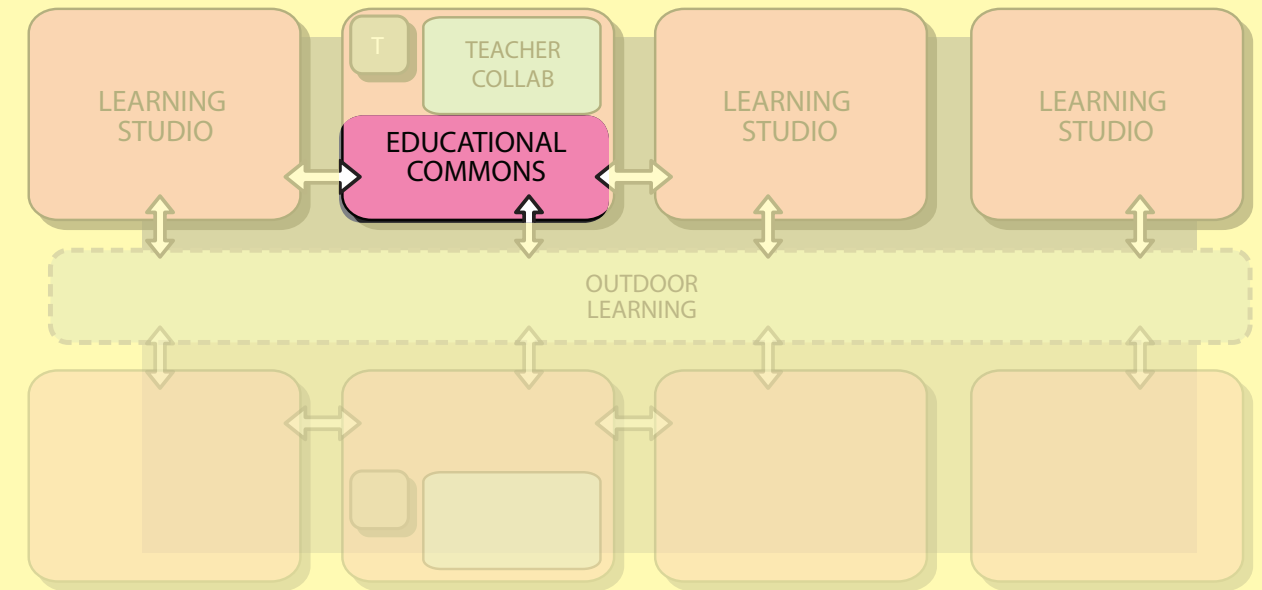 LEARNING
STUDIO
T
TEACHER
COLLAB
EDUCATIONAL
COMMONS
LEARNING
STUDIO
LEARNING
STUDIO
OUTDOOR
LEARNING